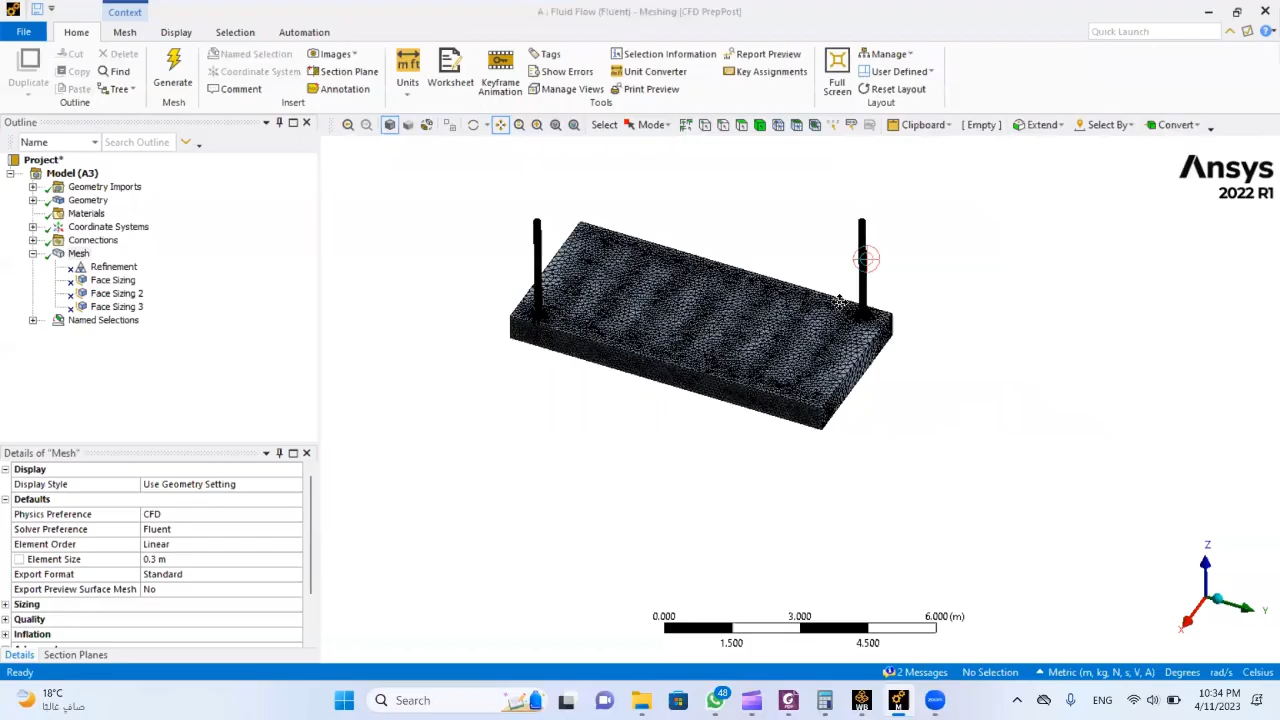 Context
A : Fluid Flow (Fluent) - Meshing [CFD PrepPost]
File
Home
Mesh
Display
Selection
Automation
Quick Launch
Duplicate
Cut
Copy
Paste
Delete
Find
Tree
Outline
Generate
Mesh
Named Selection
Coordinate System
Comment
Images
Section Plane
Annotation
Insert
Units
Worksheet
Keyframe
Animation
Tags
Show Errors
Manage Views
Selection Information
Unit Converter
Print Preview
Report Preview
Key Assignments
Tools
Full
Screen
Manage
User Defined
Reset Layout
Layout
Outline
Select
Mode
Clipboard
[ Empty ]
Extend
Select By
Convert
Name
Search Outline
Project*
Model (A3)
Geometry Imports
Geometry
Materials
Coordinate Systems
Connections
Mesh
Refinement
Face Sizing
Face Sizing 2
Face Sizing 3
Named Selections
Ansys
2022 R1
Details of "Mesh"
Display
Display Style Use Geometry Setting
Defaults
Physics Preference CFD
Solver Preference Fluent
Element Order Linear
Element Size 0.3 m
Export Format Standard
Export Preview Surface Mesh No
Sizing
Quality
Inflation
Details Section Planes
0.000 3.000 6.000 (m)
1.500 4.500
Z
Y
X
Ready
2 Messages
No Selection
Metric (m, kg, N, s, V, A)
Degrees
rad/s
Celsius
18°C
Search
48
WB
M
ENG
10:34 PM
4/11/2023